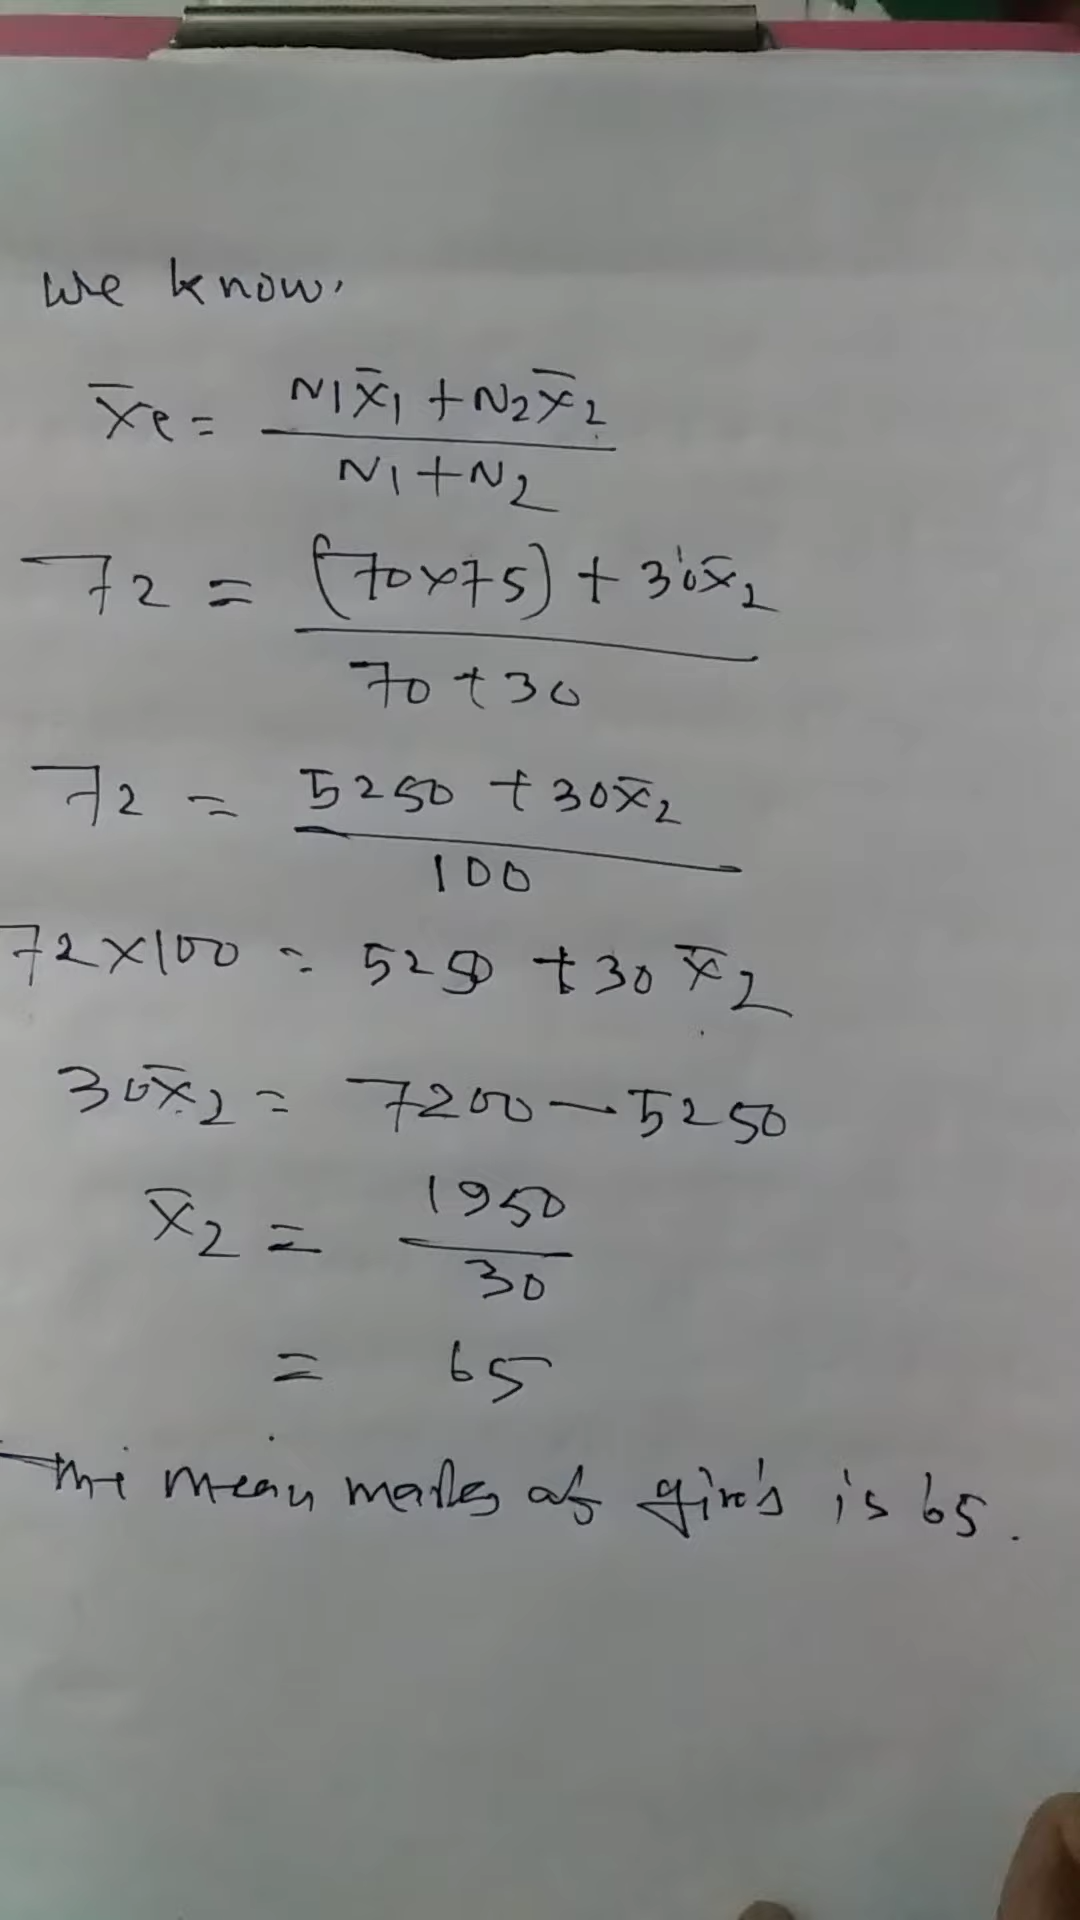 We know,
X̄c = N1X̄1 + N2X̄2
N1 + N2
72 = (70×75) + 30X̄2
70 + 30
72 = 5250 + 30X̄2
100
72×100 = 5250 + 30X̄2
30X̄2 = 7200 - 5250
X̄2 = 1950
30
= 65
The mean marks of girl's is 65.